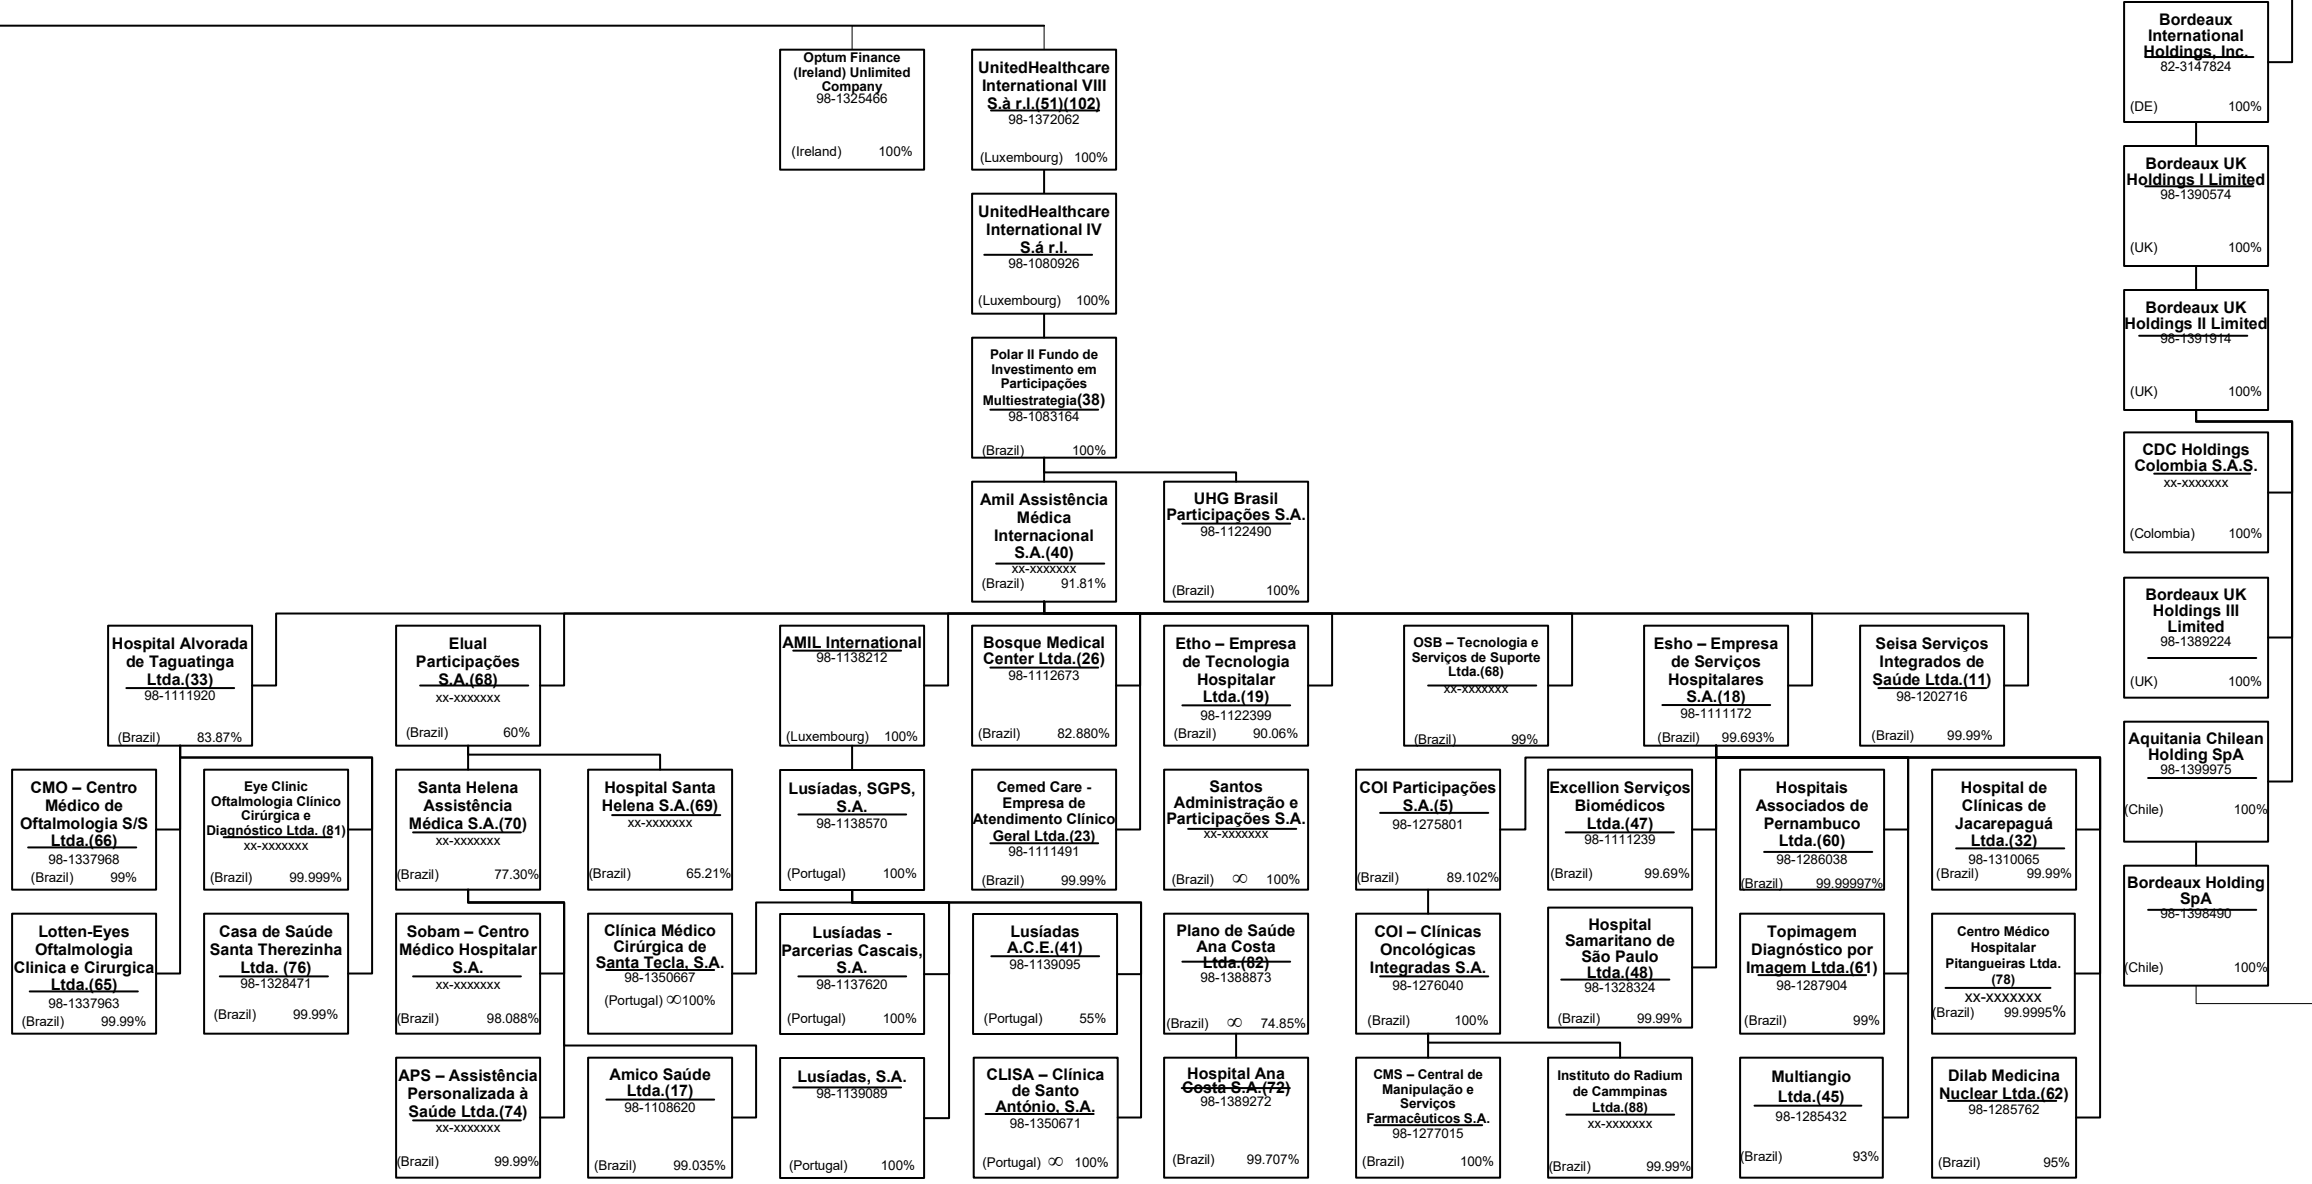 Optum Finance
(Ireland) Unlimited
Company
98-1325466
(Ireland) 100%
UnitedHealthcare
International VIII
S.à r.l.(51)(102)
98-1372062
(Luxembourg) 100%
Bordeaux
International
Holdings, Inc.
82-3147824
(DE) 100%
UnitedHealthcare
International IV
S.á r.l.
98-1080926
(Luxembourg) 100%
Bordeaux UK
Holdings I Limited
98-1390574
(UK) 100%
Polar II Fundo de
Investimento em
Participações
Multiestrategia(38)
98-1083164
(Brazil) 100%
Bordeaux UK
Holdings II Limited
98-1391914
(UK) 100%
Amil Assistência
Médica
Internacional
S.A.(40)
xx-xxxxxxx
(Brazil) 91.81%
UHG Brasil
Participações S.A.
98-1122490
(Brazil) 100%
CDC Holdings
Colombia S.A.S.
xx-xxxxxxx
(Colombia) 100%
Hospital Alvorada
de Taguatinga
Ltda.(33)
98-1111920
(Brazil) 83.87%
Elual
Participações
S.A.(68)
xx-xxxxxxx
(Brazil) 60%
AMIL International
98-1138212
(Luxembourg) 100%
Bosque Medical
Center Ltda.(26)
98-1112673
(Brazil) 82.880%
Etho – Empresa
de Tecnologia
Hospitalar
Ltda.(19)
98-1122399
(Brazil) 90.06%
OSB – Tecnologia e
Serviços de Suporte
Ltda.(68)
xx-xxxxxxx
(Brazil) 99%
Esho – Empresa
de Serviços
Hospitalares
S.A.(18)
98-1111172
(Brazil) 99.693%
Seisa Serviços
Integrados de
Saúde Ltda.(11)
98-1202716
(Brazil) 99.99%
Bordeaux UK
Holdings III
Limited
98-1389224
(UK) 100%
CMO – Centro
Médico de
Oftalmologia S/S
Ltda.(66)
98-1337968
(Brazil) 99%
Eye Clinic
Oftalmologia Clínico
Cirúrgica e
Diagnóstico Ltda. (81)
xx-xxxxxxx
(Brazil) 99.999%
Santa Helena
Assistência
Médica S.A.(70)
xx-xxxxxxx
(Brazil) 77.30%
Hospital Santa
Helena S.A.(69)
xx-xxxxxxx
(Brazil) 65.21%
Lusíadas, SGPS,
S.A.
98-1138570
(Portugal) 100%
Cemed Care -
Empresa de
Atendimento Clínico
Geral Ltda.(23)
98-1111491
(Brazil) 99.99%
Santos
Administração e
Participações S.A.
xx-xxxxxxx
(Brazil) ∞ 100%
COI Participações
S.A.(5)
98-1275801
(Brazil) 89.102%
Excellion Serviços
Biomédicos
Ltda.(47)
98-1111239
(Brazil) 99.69%
Hospitais
Associados de
Pernambuco
Ltda.(60)
98-1286038
(Brazil) 99.99997%
Hospital de
Clínicas de
Jacarepaguá
Ltda.(32)
98-1310065
(Brazil) 99.99%
Aquitania Chilean
Holding SpA
98-1399975
(Chile) 100%
Lotten-Eyes
Oftalmologia
Clinica e Cirurgica
Ltda.(65)
98-1337963
(Brazil) 99.99%
Casa de Saúde
Santa Therezinha
Ltda. (76)
98-1328471
(Brazil) 99.99%
Sobam – Centro
Médico Hospitalar
S.A.
xx-xxxxxxx
(Brazil) 98.088%
Clínica Médico
Cirúrgica de
Santa Tecla, S.A.
98-1350667
(Portugal) ∞100%
Lusíadas -
Parcerias Cascais,
S.A.
98-1137620
(Portugal) 100%
Lusíadas
A.C.E.(41)
98-1139095
(Portugal) 55%
Plano de Saúde
Ana Costa
Ltda.(82)
98-1388873
(Brazil) ∞ 74.85%
COI – Clínicas
Oncológicas
Integradas S.A.
98-1276040
(Brazil) 100%
Hospital
Samaritano de
São Paulo
Ltda.(48)
98-1328324
(Brazil) 99.99%
Topimagem
Diagnóstico por
Imagem Ltda.(61)
98-1287904
(Brazil) 99%
Centro Médico
Hospitalar
Pitangueiras Ltda.
(78)
xx-xxxxxxx
(Brazil) 99.9995%
Bordeaux Holding
SpA
98-1398490
(Chile) 100%
APS – Assistência
Personalizada à
Saúde Ltda.(74)
xx-xxxxxxx
(Brazil) 99.99%
Amico Saúde
Ltda.(17)
98-1108620
(Brazil) 99.035%
Lusíadas, S.A.
98-1139089
(Portugal) 100%
CLISA – Clínica
de Santo
António, S.A.
98-1350671
(Portugal) ∞ 100%
Hospital Ana
Costa S.A.(72)
98-1389272
(Brazil) 99.707%
CMS – Central de
Manipulação e
Serviços
Farmacêuticos S.A.
98-1277015
(Brazil) 100%
Instituto do Radium
de Cammpinas
Ltda.(88)
xx-xxxxxxx
(Brazil) 99.99%
Multiangio
Ltda.(45)
98-1285432
(Brazil) 93%
Dilab Medicina
Nuclear Ltda.(62)
98-1285762
(Brazil) 95%